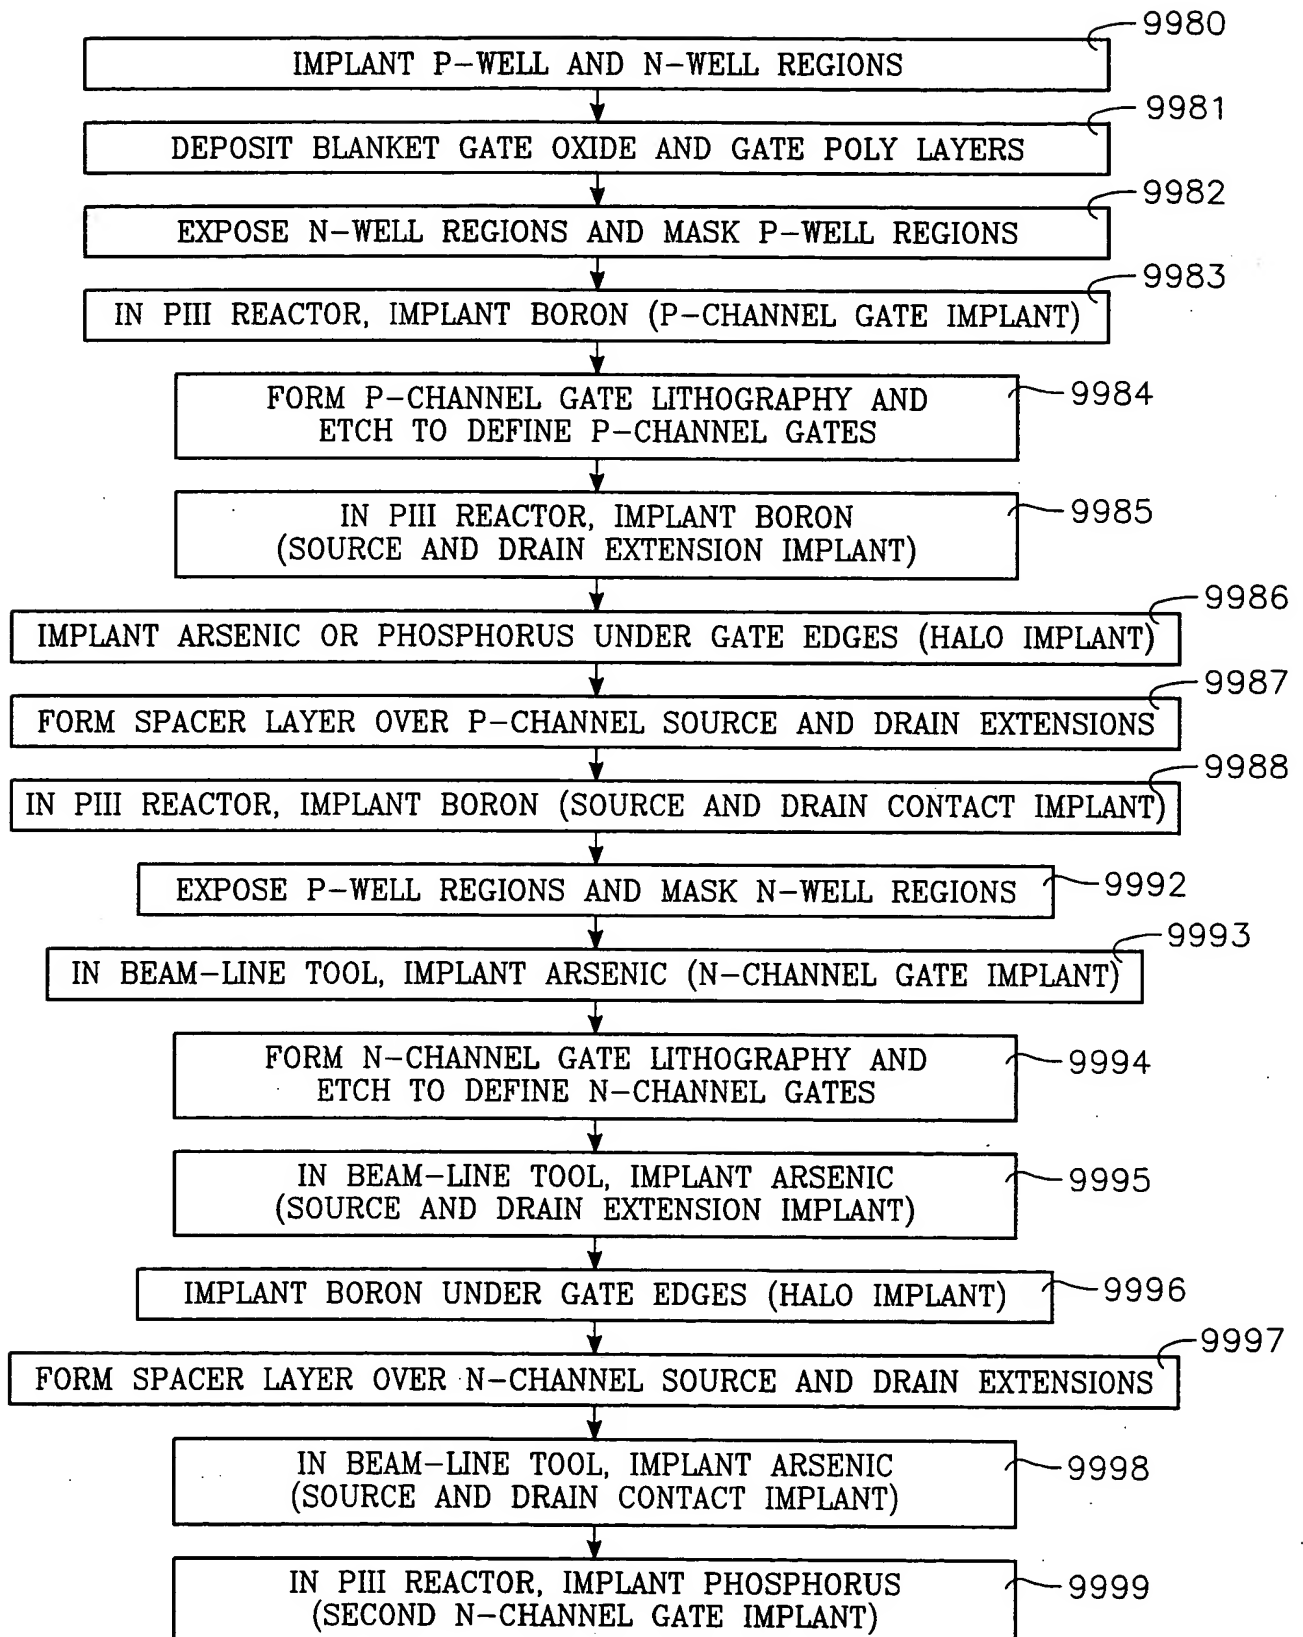 9980
IMPLANT P-WELL AND N-WELL REGIONS
9981
DEPOSIT BLANKET GATE OXIDE AND GATE POLY LAYERS
9982
EXPOSE N-WELL REGIONS AND MASK P-WELL REGIONS
9983
IN PIII REACTOR, IMPLANT BORON (P-CHANNEL GATE IMPLANT)
9984
FORM P-CHANNEL GATE LITHOGRAPHY AND
ETCH TO DEFINE P-CHANNEL GATES
9985
IN PIII REACTOR, IMPLANT BORON
(SOURCE AND DRAIN EXTENSION IMPLANT)
9986
IMPLANT ARSENIC OR PHOSPHORUS UNDER GATE EDGES (HALO IMPLANT)
9987
FORM SPACER LAYER OVER P-CHANNEL SOURCE AND DRAIN EXTENSIONS
9988
IN PIII REACTOR, IMPLANT BORON (SOURCE AND DRAIN CONTACT IMPLANT)
9992
EXPOSE P-WELL REGIONS AND MASK N-WELL REGIONS
9993
IN BEAM-LINE TOOL, IMPLANT ARSENIC (N-CHANNEL GATE IMPLANT)
9994
FORM N-CHANNEL GATE LITHOGRAPHY AND
ETCH TO DEFINE N-CHANNEL GATES
9995
IN BEAM-LINE TOOL, IMPLANT ARSENIC
(SOURCE AND DRAIN EXTENSION IMPLANT)
9996
IMPLANT BORON UNDER GATE EDGES (HALO IMPLANT)
9997
FORM SPACER LAYER OVER N-CHANNEL SOURCE AND DRAIN EXTENSIONS
9998
IN BEAM-LINE TOOL, IMPLANT ARSENIC
(SOURCE AND DRAIN CONTACT IMPLANT)
9999
IN PIII REACTOR, IMPLANT PHOSPHORUS
(SECOND N-CHANNEL GATE IMPLANT)